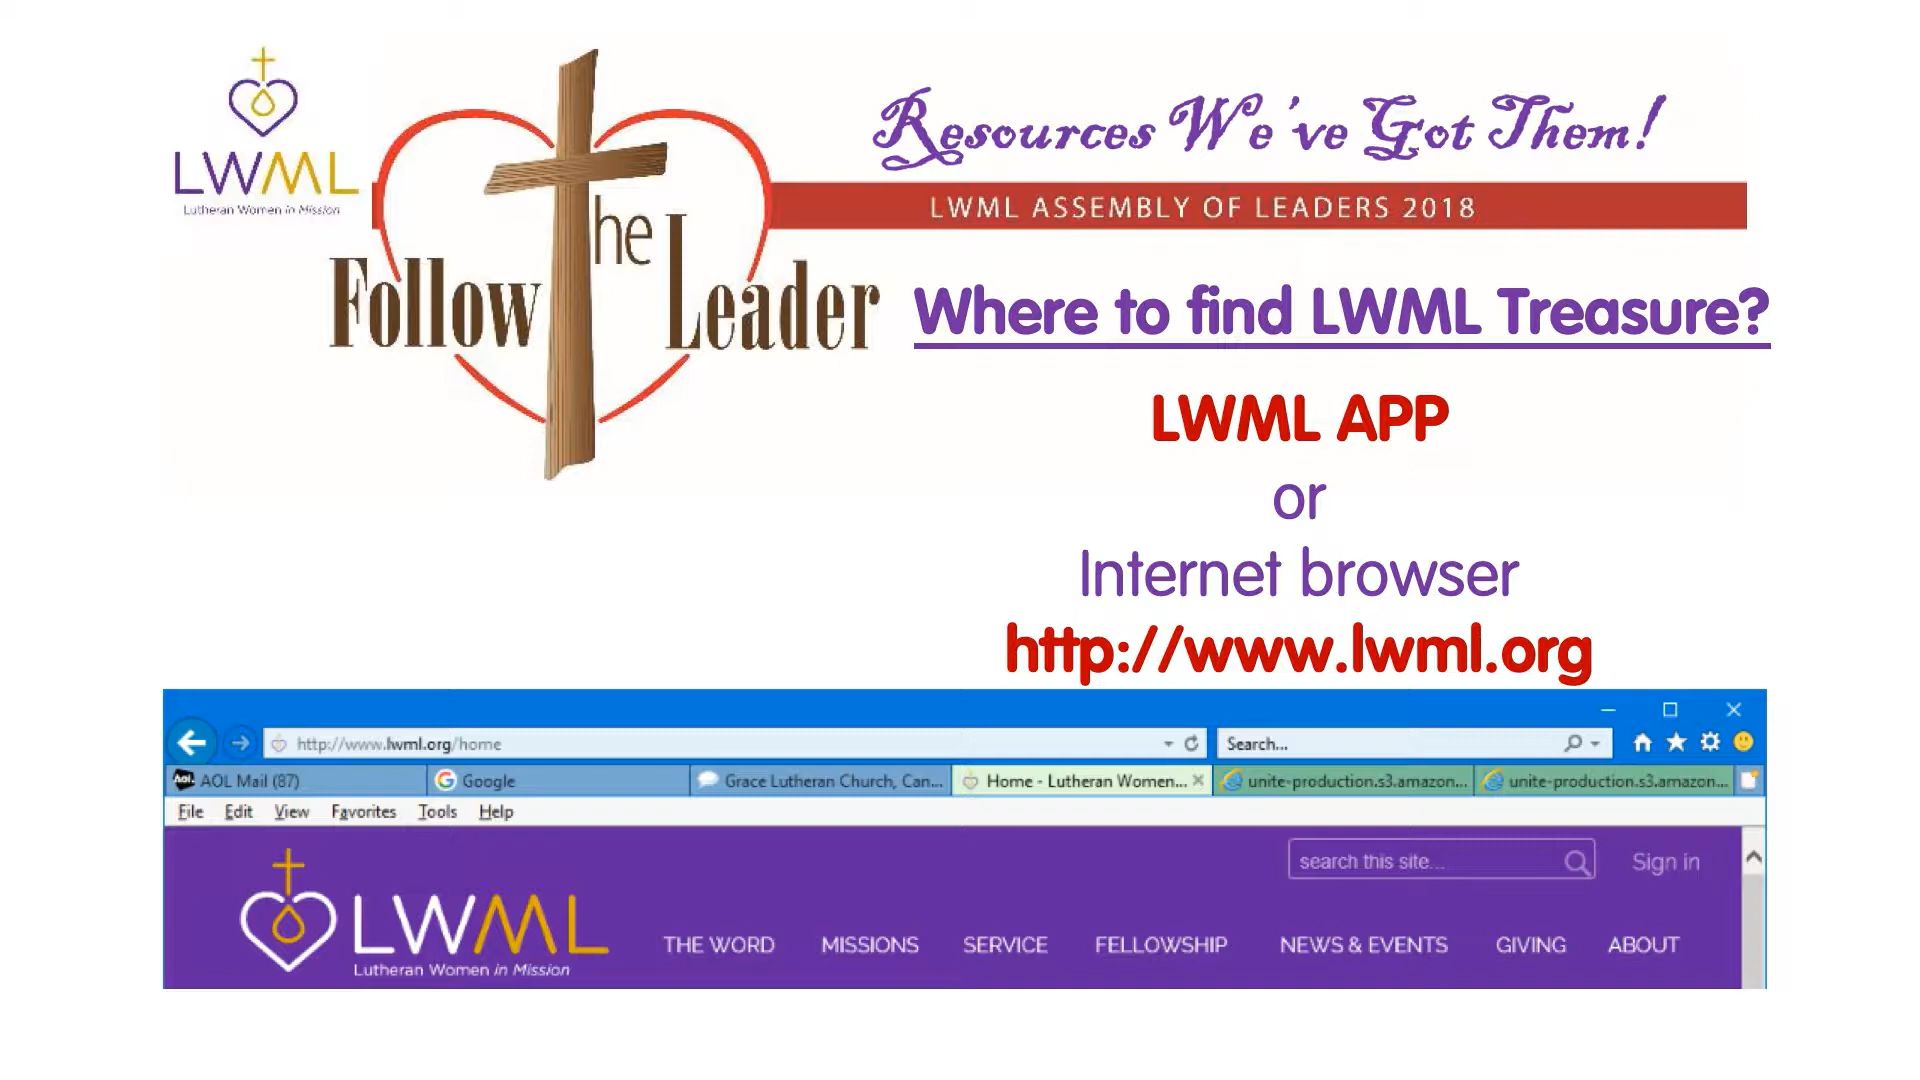 LWML
Lutheran Women in Mission
Resources We've Got Them!
LWML ASSEMBLY OF LEADERS 2018
Follow The Leader
Where to find LWML Treasure?
LWML APP
or
Internet browser
http://www.lwml.org
http://www.lwml.org/home
Search...
AOL Mail (87)
Google
Grace Lutheran Church, Can...
Home - Lutheran Women...
unite-production.s3.amazon...
unite-production.s3.amazon...
File Edit View Favorites Tools Help
search this site...
Sign in
LWML
Lutheran Women in Mission
THE WORD MISSIONS SERVICE FELLOWSHIP NEWS & EVENTS GIVING ABOUT